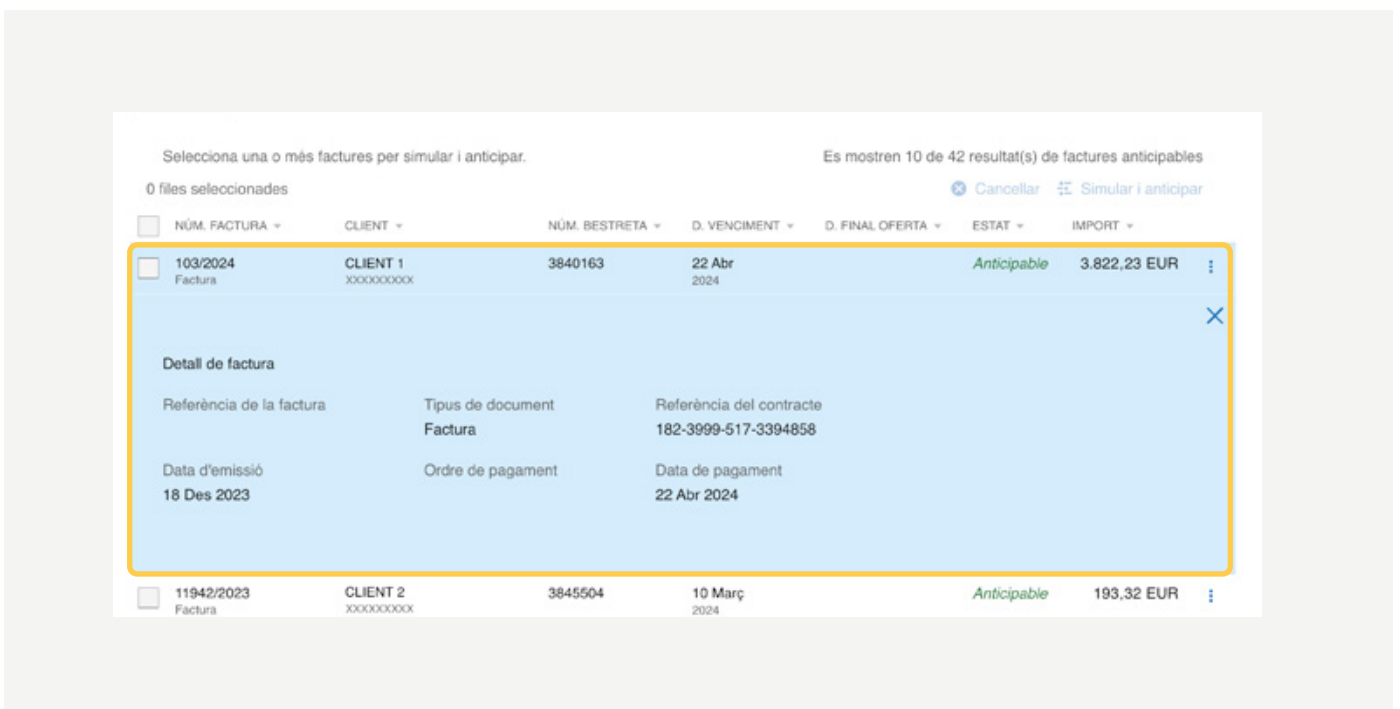 Selecciona una o més factures per simular i anticipar. Es mostren 10 de 42 resultat(s) de factures anticipables
0 files seleccionades Cancellar Simular i anticipar
NÚM. FACTURA CLIENT NÚM. BESTRETA D. VENCIMENT D. FINAL OFERTA ESTAT IMPORT
103/2024 CLIENT 1 3840163 22 Abr Anticipable 3.822,23 EUR
Factura XXXXXXXXX 2024
Detall de factura
Referència de la factura Tipus de document Referència del contracte
Factura 182-3999-517-3394858
Data d'emissió Ordre de pagament Data de pagament
18 Des 2023 22 Abr 2024
11942/2023 CLIENT 2 3845504 10 Març Anticipable 193,32 EUR
Factura XXXXXXXXX 2024